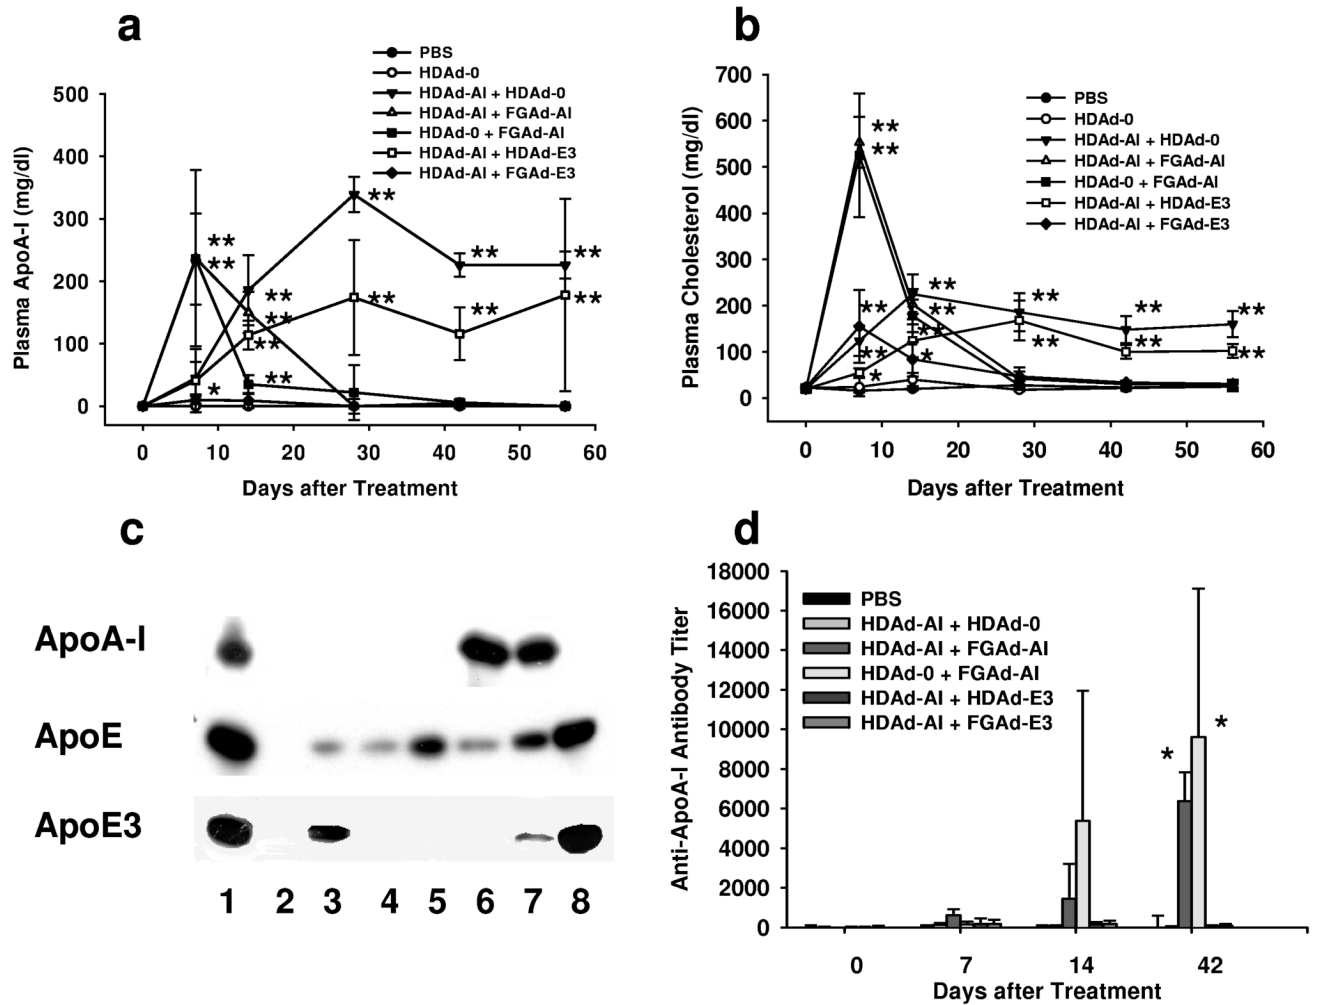 a
PBS
HDAd-0
HDAd-AI + HDAd-0
HDAd-AI + FGAd-AI
HDAd-0 + FGAd-AI
HDAd-AI + HDAd-E3
HDAd-AI + FGAd-E3
Plasma ApoA-I (mg/dl)
500
400
300
200
100
0
**
**
*
**
**
**
**
**
**
**
**
**
**
0 10 20 30 40 50 60
Days after Treatment
b
PBS
HDAd-0
HDAd-AI + HDAd-0
HDAd-AI + FGAd-AI
HDAd-0 + FGAd-AI
HDAd-AI + HDAd-E3
HDAd-AI + FGAd-E3
Plasma Cholesterol (mg/dl)
700
600
500
400
300
200
100
0
**
**
**
**
*
**
**
**
*
**
**
**
**
**
**
0 10 20 30 40 50 60
Days after Treatment
c
ApoA-I
ApoE
ApoE3
1 2 3 4 5 6 7 8
d
PBS
HDAd-AI + HDAd-0
HDAd-AI + FGAd-AI
HDAd-0 + FGAd-AI
HDAd-AI + HDAd-E3
HDAd-AI + FGAd-E3
Anti-ApoA-I Antibody Titer
18000
16000
14000
12000
10000
8000
6000
4000
2000
0
*
*
0 7 14 42
Days after Treatment